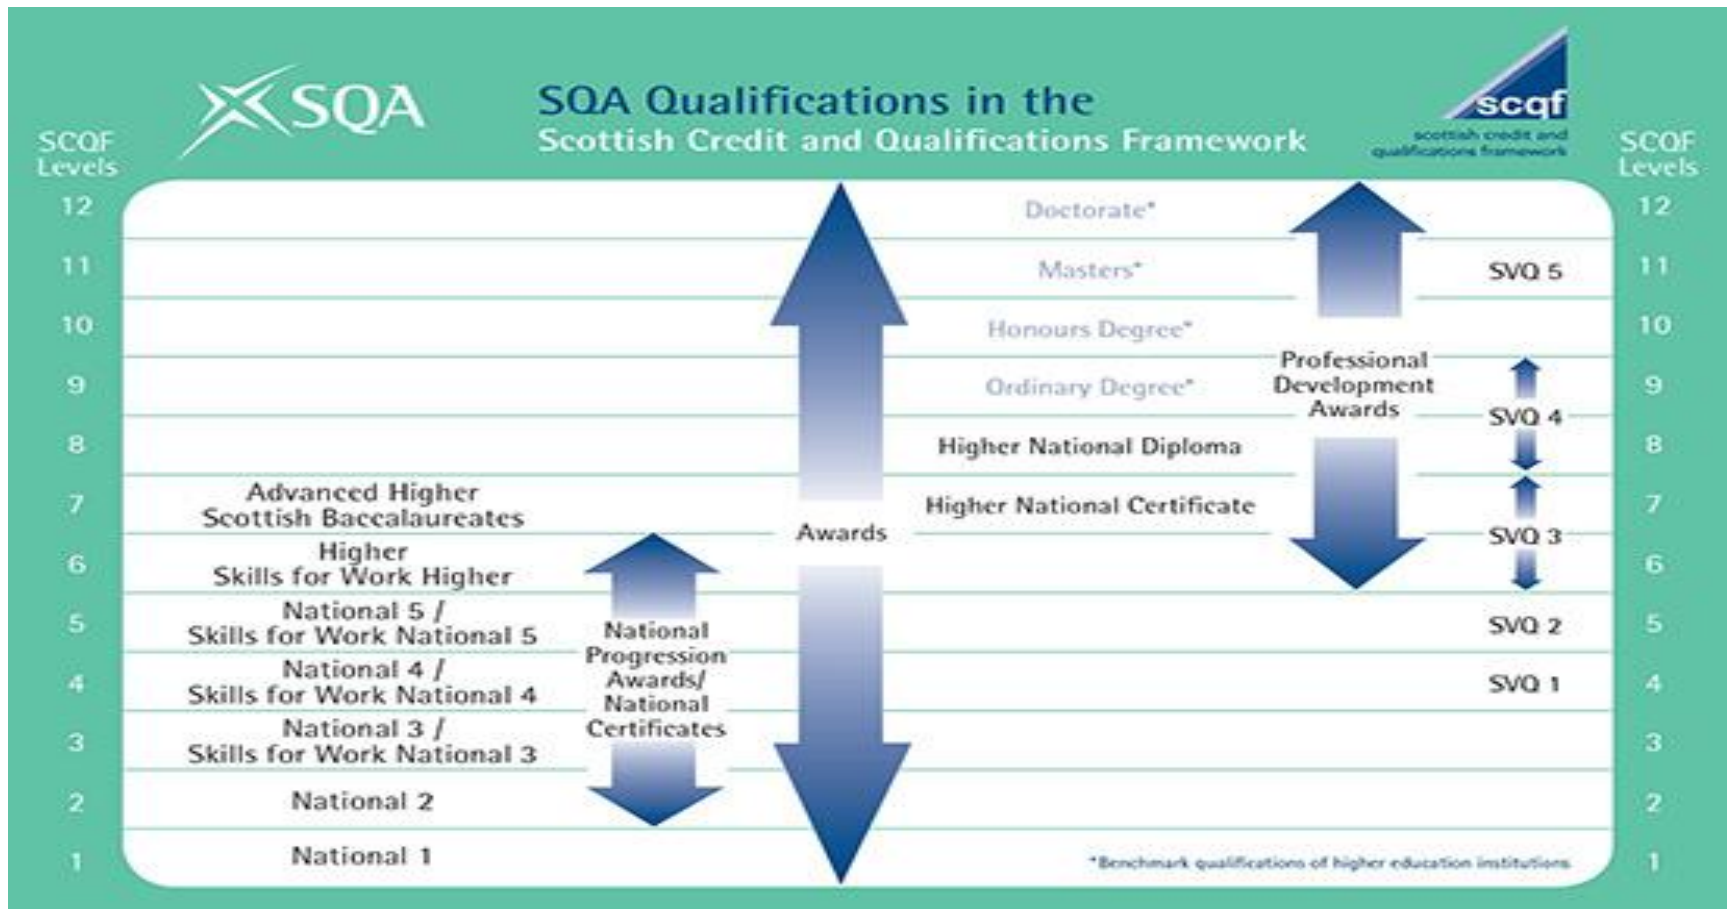 SQA
SQA Qualifications in the
Scottish Credit and Qualifications Framework
scqf
scottish credit and
qualifications framework
SCQF
Levels
SCQF
Levels
12
Doctorate*
12
11
Masters*
SVQ 5
11
10
Honours Degree*
10
9
Ordinary Degree*
Professional
Development
Awards
9
SVQ 4
8
Higher National Diploma
8
7
Advanced Higher
Scottish Baccalaureates
Higher National Certificate
7
Awards
SVQ 3
6
Higher
Skills for Work Higher
6
5
National 5 /
Skills for Work National 5
National
Progression
Awards/
National
Certificates
SVQ 2
5
4
National 4 /
Skills for Work National 4
SVQ 1
4
3
National 3 /
Skills for Work National 3
3
2
National 2
2
1
National 1
*Benchmark qualifications of higher education institutions
1